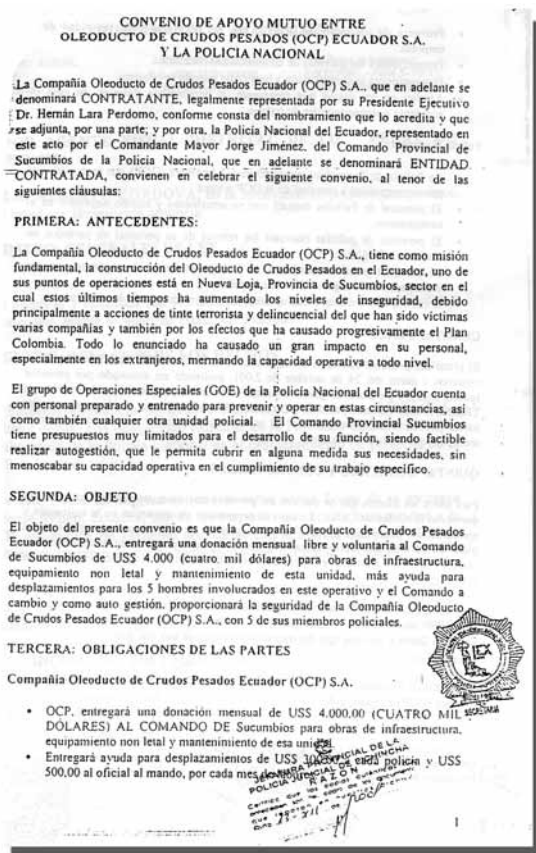 CONVENIO DE APOYO MUTUO ENTRE
OLEODUCTO DE CRUDOS PESADOS (OCP) ECUADOR S.A.
Y LA POLICIA NACIONAL
La Compañía Oleoducto de Crudos Pesados Ecuador (OCP) S.A., que en adelante se
denominará CONTRATANTE, legalmente representada por su Presidente Ejecutivo
Dr. Hernán Lara Perdomo, conforme consta del nombramiento que lo acredita y que
se adjunta, por una parte; y por otra, la Policía Nacional del Ecuador, representado en
este acto por el Comandante Mayor Jorge Jiménez, del Comando Provincial de
Sucumbíos de la Policía Nacional, que en adelante se denominará ENTIDAD
CONTRATADA, convienen en celebrar el siguiente convenio, al tenor de las
siguientes cláusulas:
PRIMERA: ANTECEDENTES:
La Compañía Oleoducto de Crudos Pesados Ecuador (OCP) S.A., tiene como misión
fundamental, la construcción del Oleoducto de Crudos Pesados en el Ecuador, uno de
sus puntos de operaciones está en Nueva Loja, Provincia de Sucumbíos, sector en el
cual estos últimos tiempos ha aumentado los niveles de inseguridad, debido
principalmente a acciones de tinte terrorista y delincuencial del que han sido víctimas
varias compañías y también por los efectos que ha causado progresivamente el Plan
Colombia. Todo lo enunciado ha causado un gran impacto en su personal,
especialmente en los extranjeros, mermando la capacidad operativa a todo nivel.
El grupo de Operaciones Especiales (GOE) de la Policía Nacional del Ecuador cuenta
con personal preparado y entrenado para prevenir y operar en estas circunstancias, así
como también cualquier otra unidad policial. El Comando Provincial Sucumbíos
tiene presupuestos muy limitados para el desarrollo de su función, siendo factible
realizar autogestión, que le permita cubrir en alguna medida sus necesidades, sin
menoscabar su capacidad operativa en el cumplimiento de su trabajo específico.
SEGUNDA: OBJETO
El objeto del presente convenio es que la Compañía Oleoducto de Crudos Pesados
Ecuador (OCP) S.A., entregará una donación mensual libre y voluntaria al Comando
de Sucumbíos de US$ 4.000 (cuatro mil dólares) para obras de infraestructura,
equipamiento non letal y mantenimiento de esta unidad, más ayuda para
desplazamientos para los 5 hombres involucrados en este operativo y el Comando a
cambio y como auto gestión, proporcionará la seguridad de la Compañía Oleoducto
de Crudos Pesados Ecuador (OCP) S.A., con 5 de sus miembros policiales.
TERCERA: OBLIGACIONES DE LAS PARTES
Compañía Oleoducto de Crudos Pesados Ecuador (OCP) S.A.
LEX
SECRETARIA
• OCP, entregará una donación mensual de US$ 4.000,00 (CUATRO MIL
DÓLARES) AL COMANDO DE Sucumbíos para obras de infraestructura,
equipamiento non letal y mantenimiento de esa unidad.
• Entregará ayuda para desplazamientos de US$ 300,00 cada policía y US$
500,00 al oficial al mando, por cada mes
JEFATURA PROVINCIAL DE LA
POLICIA JUDICIAL DE PICHINCHA
RAZON
1